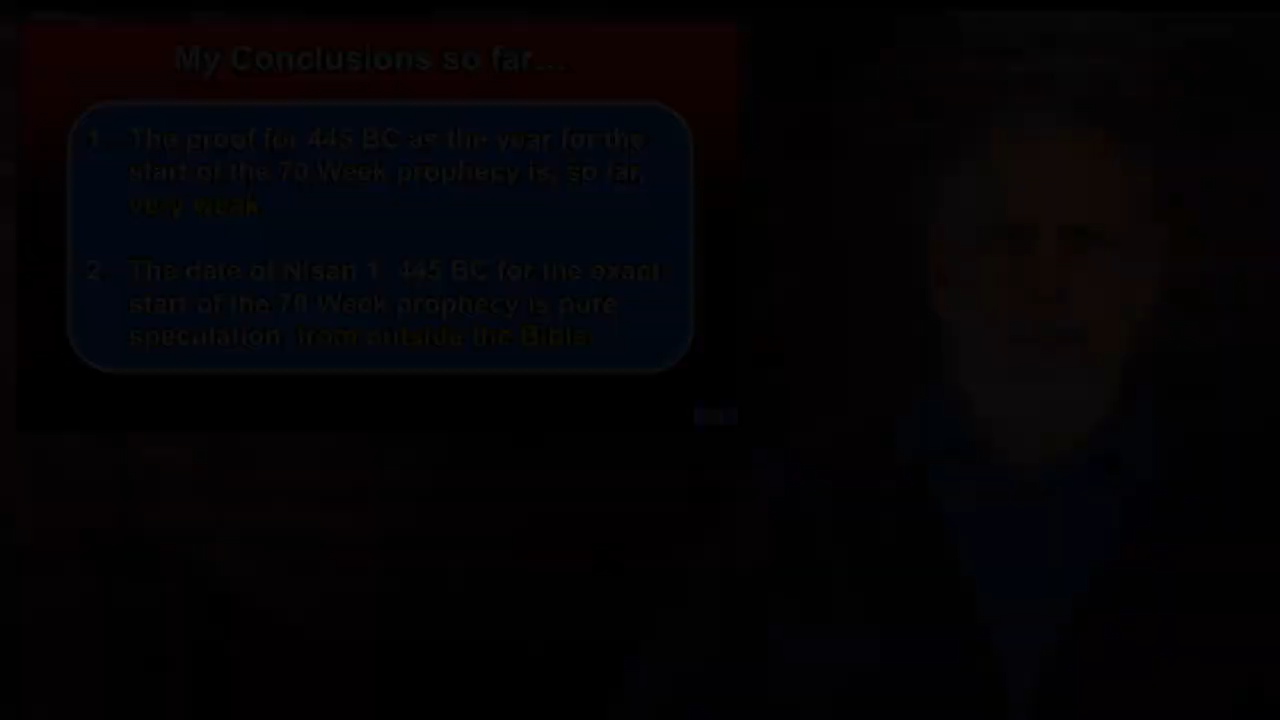 My Conclusions so far...
1. The proof for 445 BC as the year for the
start of the 70 Week prophecy is, so far,
very weak.
2. The date of Nisan 1, 445 BC for the exact
start of the 70 Week prophecy is pure
speculation, from outside the Bible.